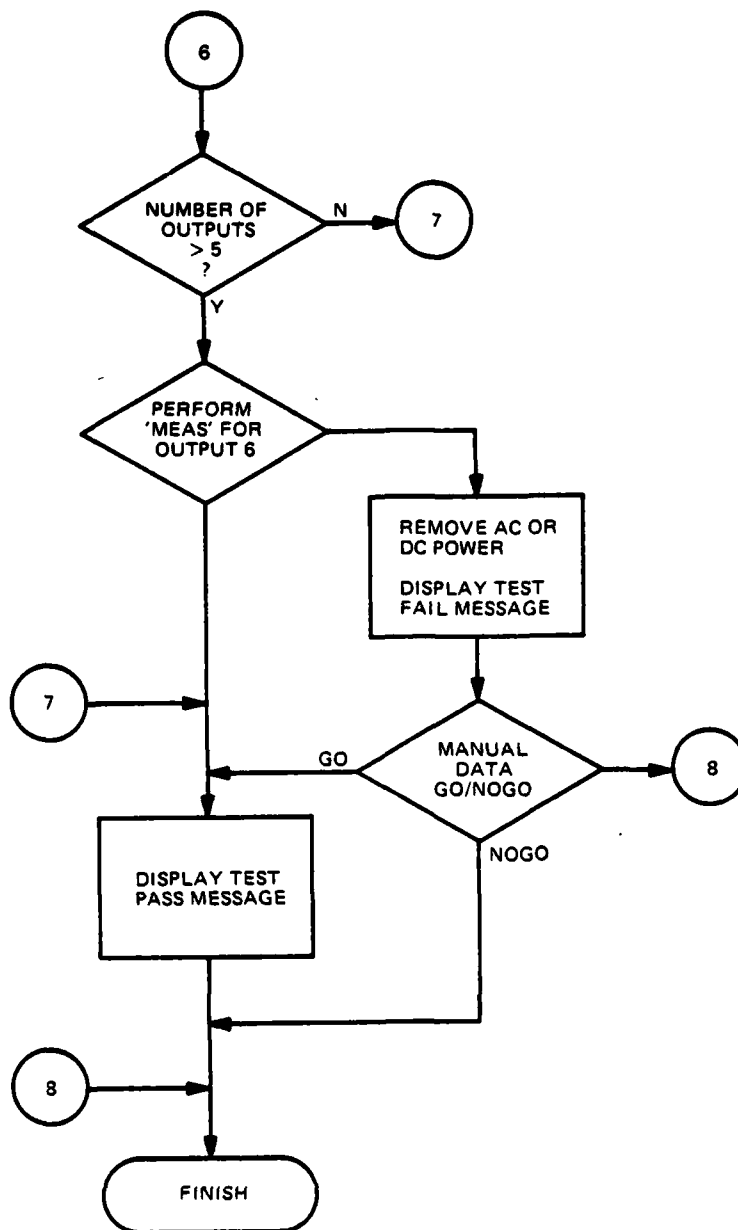 6
NUMBER OF
OUTPUTS
> 5
?
N
7
Y
PERFORM
'MEAS' FOR
OUTPUT 6
REMOVE AC OR
DC POWER
DISPLAY TEST
FAIL MESSAGE
7
GO
MANUAL
DATA
GO/NOGO
8
NOGO
DISPLAY TEST
PASS MESSAGE
8
FINISH